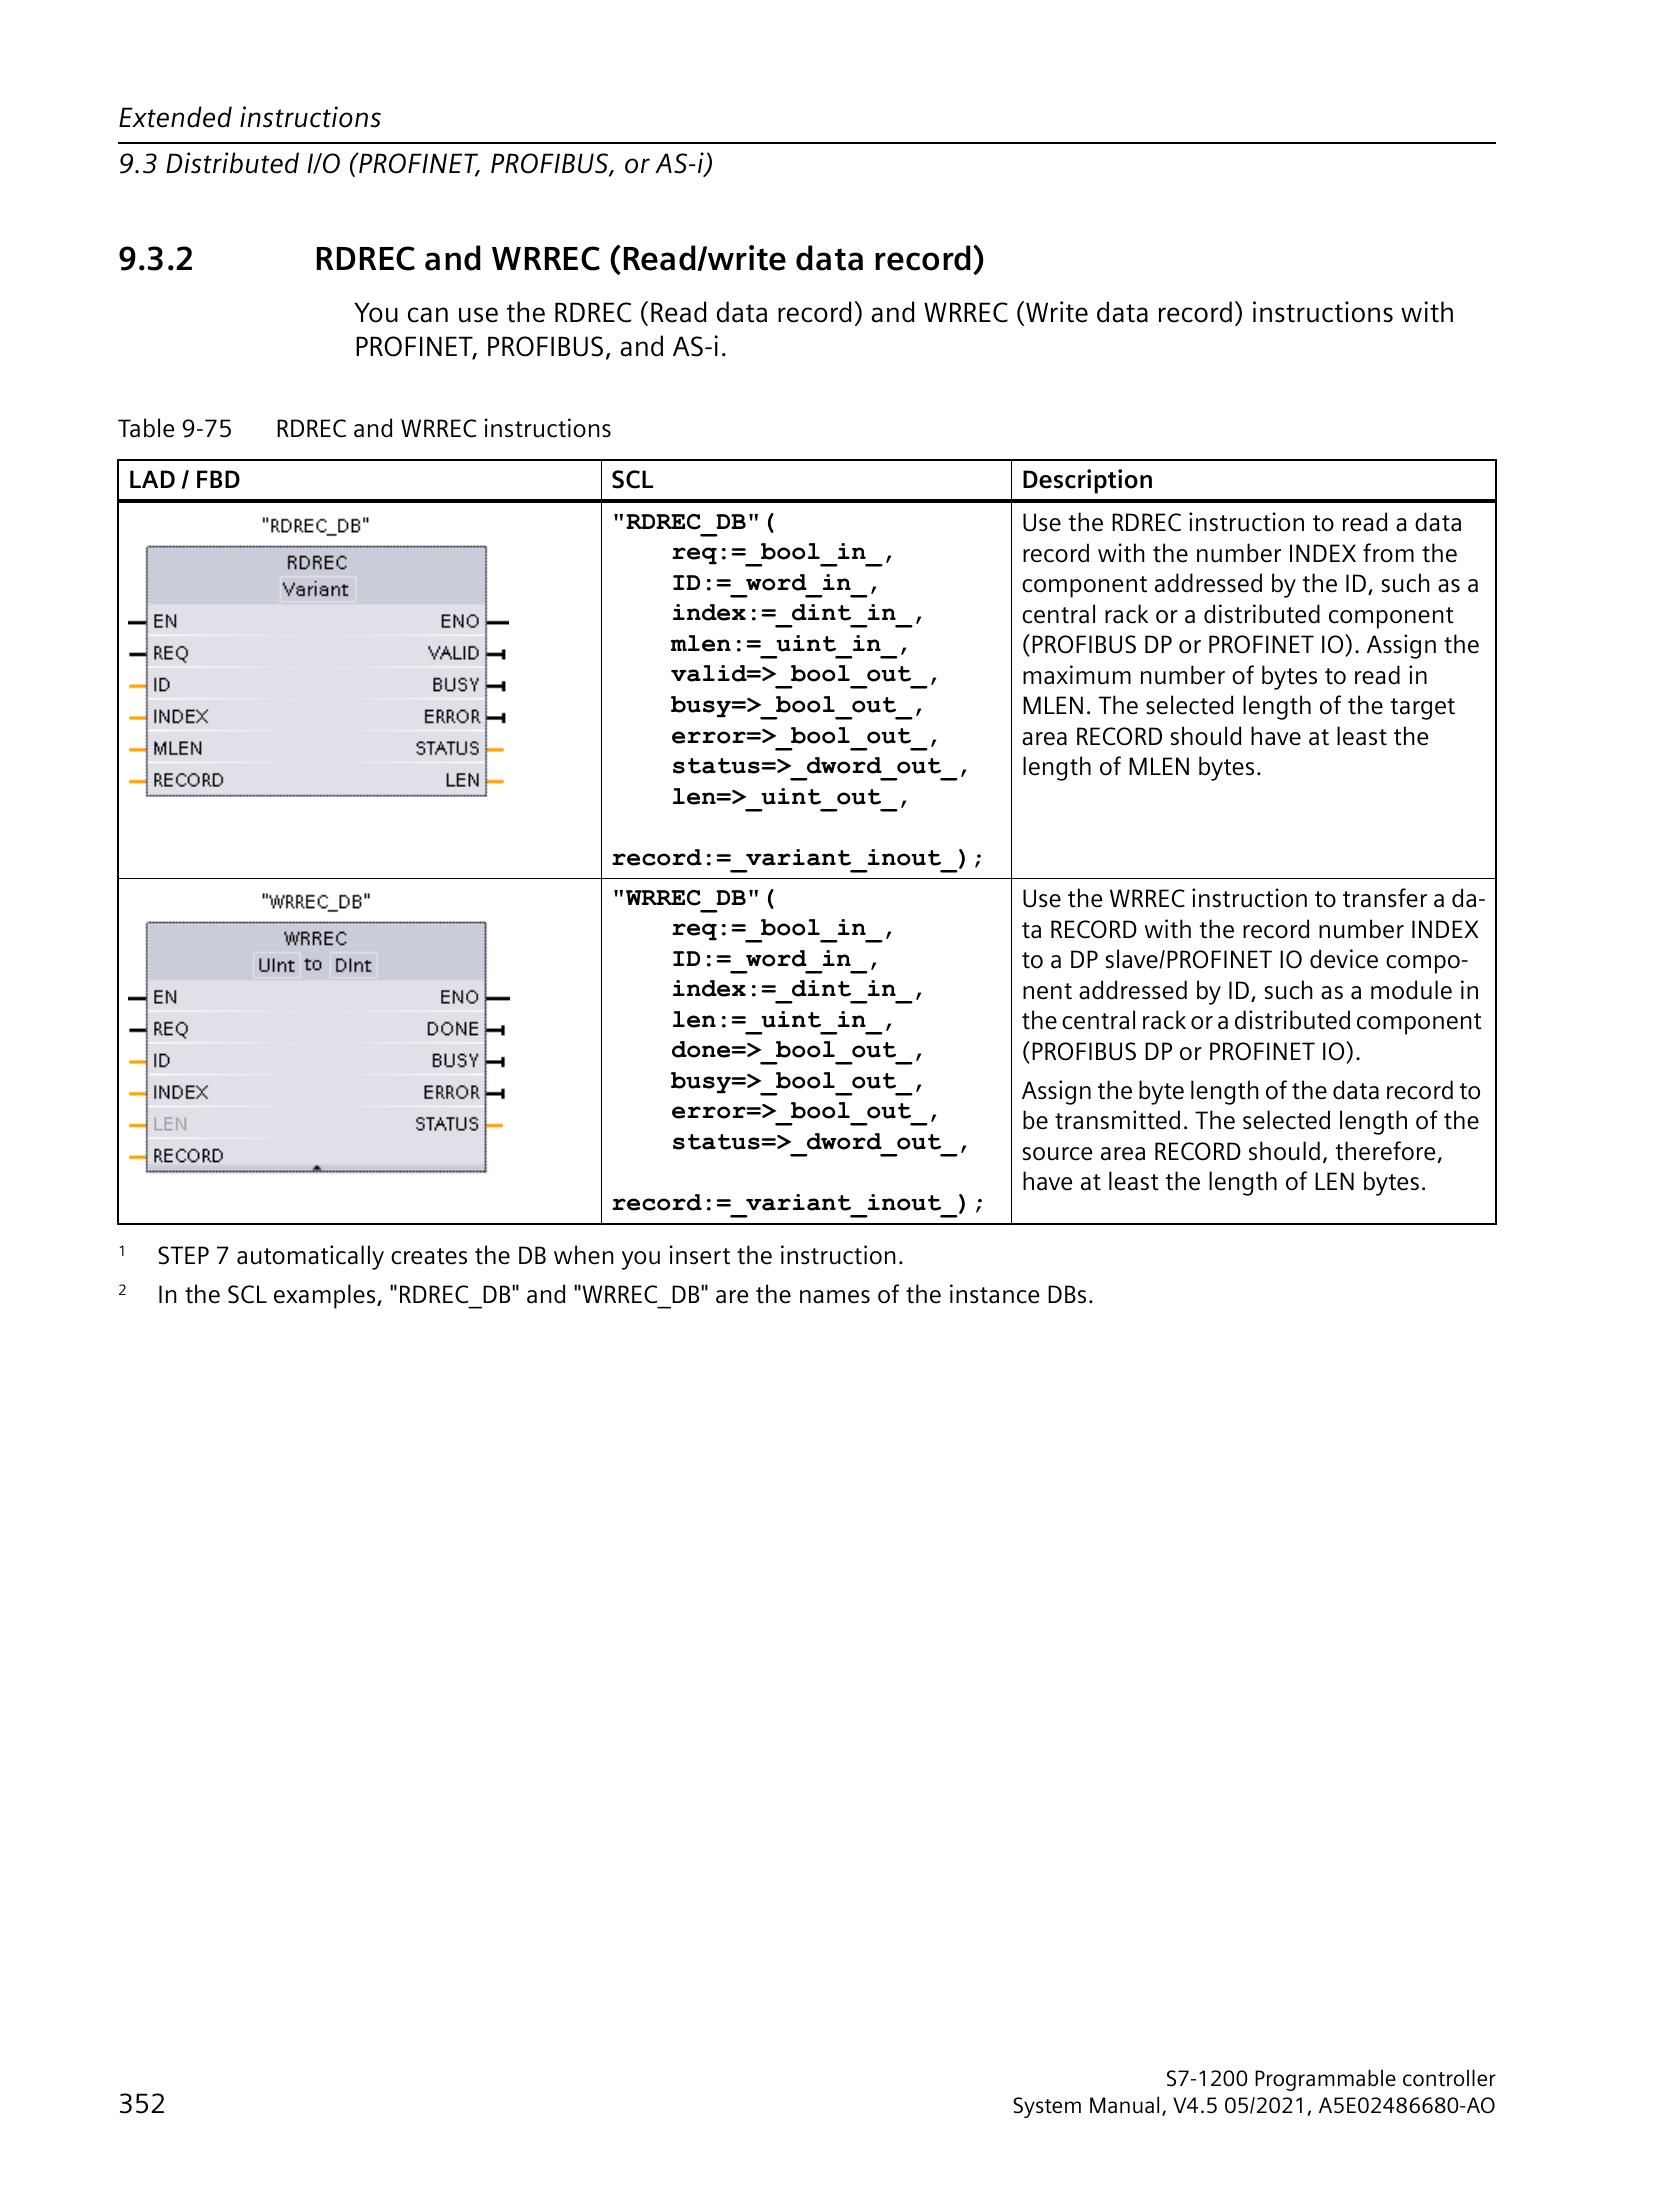 Extended instructions
9.3 Distributed I/O (PROFINET, PROFIBUS, or AS-i)
9.3.2 RDREC and WRREC (Read/write data record)
You can use the RDREC (Read data record) and WRREC (Write data record) instructions with
PROFINET, PROFIBUS, and AS-i.
Table 9-75 RDREC and WRREC instructions
LAD / FBD SCL Description
"RDREC_DB"
RDREC
Variant
EN ENO
REQ VALID
ID BUSY
INDEX ERROR
MLEN STATUS
RECORD LEN
"RDREC_DB"(
req:=_bool_in_,
ID:=_word_in_,
index:=_dint_in_,
mlen:=_uint_in_,
valid=>_bool_out_,
busy=>_bool_out_,
error=>_bool_out_,
status=>_dword_out_,
len=>_uint_out_,
record:=_variant_inout_);
Use the RDREC instruction to read a data
record with the number INDEX from the
component addressed by the ID, such as a
central rack or a distributed component
(PROFIBUS DP or PROFINET IO). Assign the
maximum number of bytes to read in
MLEN. The selected length of the target
area RECORD should have at least the
length of MLEN bytes.
"WRREC_DB"
WRREC
UInt to DInt
EN ENO
REQ DONE
ID BUSY
INDEX ERROR
LEN STATUS
RECORD
"WRREC_DB"(
req:=_bool_in_,
ID:=_word_in_,
index:=_dint_in_,
len:=_uint_in_,
done=>_bool_out_,
busy=>_bool_out_,
error=>_bool_out_,
status=>_dword_out_,
record:=_variant_inout_);
Use the WRREC instruction to transfer a da-
ta RECORD with the record number INDEX
to a DP slave/PROFINET IO device compo-
nent addressed by ID, such as a module in
the central rack or a distributed component
(PROFIBUS DP or PROFINET IO).
Assign the byte length of the data record to
be transmitted. The selected length of the
source area RECORD should, therefore,
have at least the length of LEN bytes.
1 STEP 7 automatically creates the DB when you insert the instruction.
2 In the SCL examples, "RDREC_DB" and "WRREC_DB" are the names of the instance DBs.
S7-1200 Programmable controller
352 System Manual, V4.5 05/2021, A5E02486680-AO